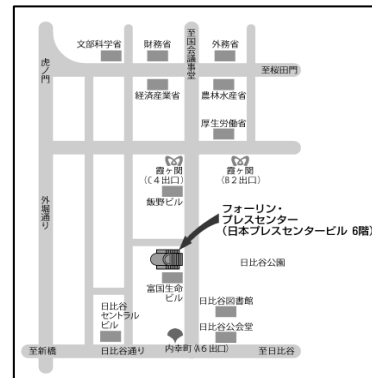 文部科学省
財務省
至国会議事堂
外務省
虎ノ門
至桜田門
経済産業省
農林水産省
厚生労働省
霞ヶ関
(C4出口)
霞ヶ関
(B2出口)
飯野ビル
外堀通り
フォーリン・
プレスセンター
(日本プレスセンタービル 6階)
日比谷公園
富国生命
ビル
日比谷
セントラル
ビル
日比谷図書館
日比谷公会堂
至新橋
日比谷通り
内幸町(A6出口)
至日比谷